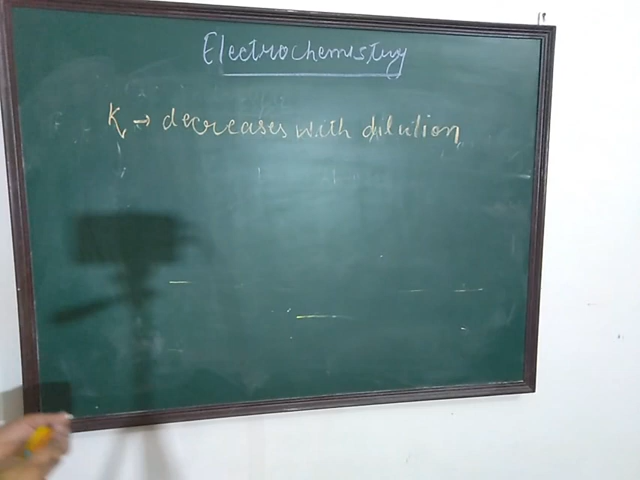 Electrochemistry
K → decreases with dilution